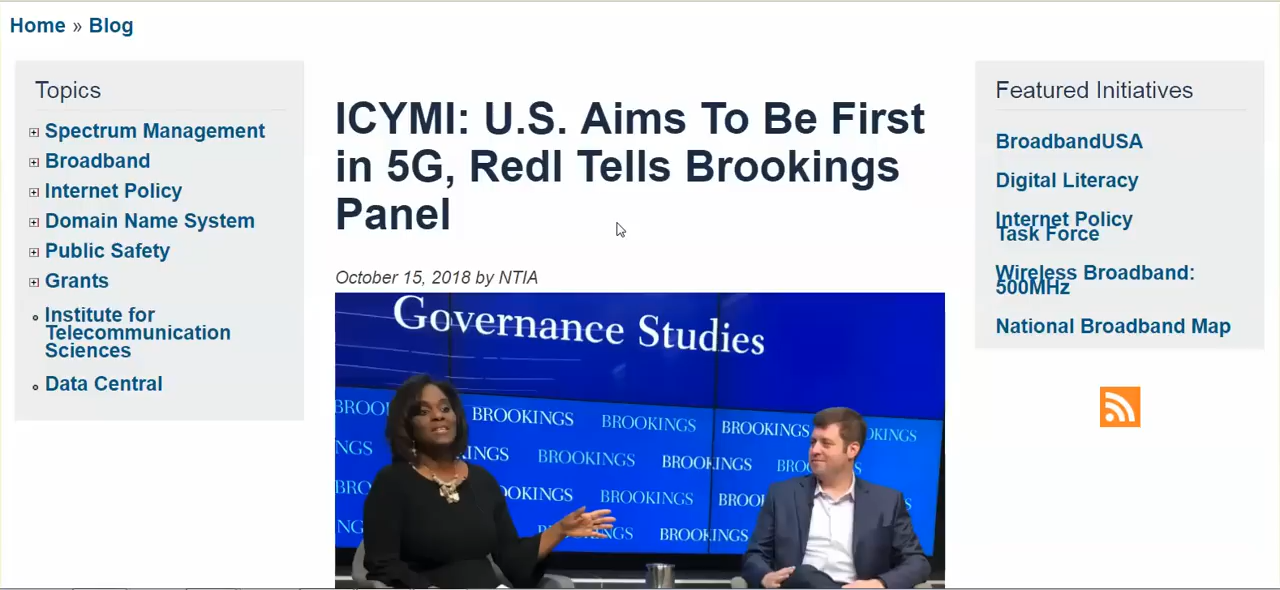 Home » Blog
Topics
Spectrum Management
Broadband
Internet Policy
Domain Name System
Public Safety
Grants
Institute for
Telecommunication
Sciences
Data Central
ICYMI: U.S. Aims To Be First
in 5G, Redl Tells Brookings
Panel
October 15, 2018 by NTIA
Governance Studies
BROOKINGS BROOKINGS BROOKINGS
BROOKINGS BROOKINGS
BROOKINGS BROOKINGS
BROOKINGS
Featured Initiatives
BroadbandUSA
Digital Literacy
Internet Policy
Task Force
Wireless Broadband:
500MHz
National Broadband Map